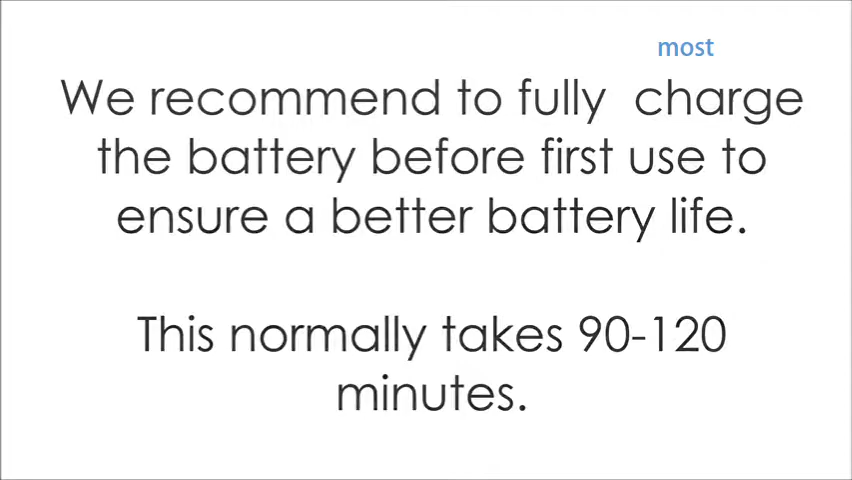 most
We recommend to fully charge
the battery before first use to
ensure a better battery life.
This normally takes 90-120
minutes.